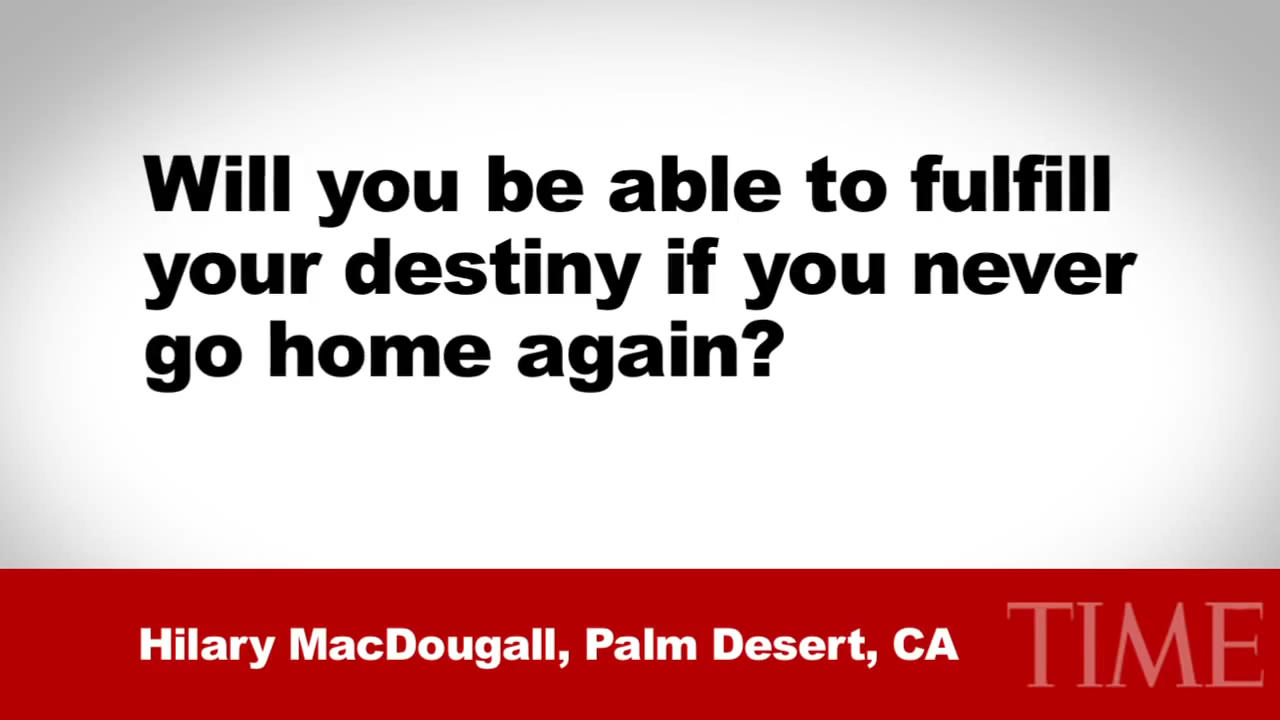 Will you be able to fulfill
your destiny if you never
go home again?
Hilary MacDougall, Palm Desert, CA
TIME